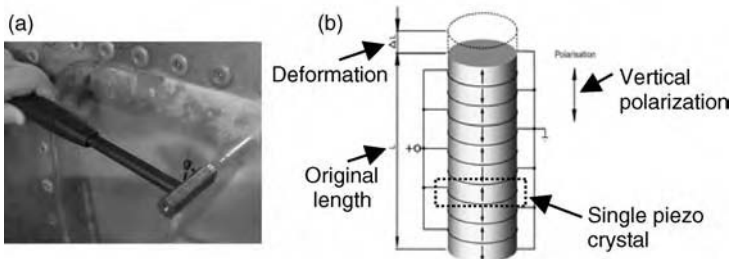 (a)
(b)
Deformation
Original
length
Polarisation
Vertical
polarization
Single piezo
crystal